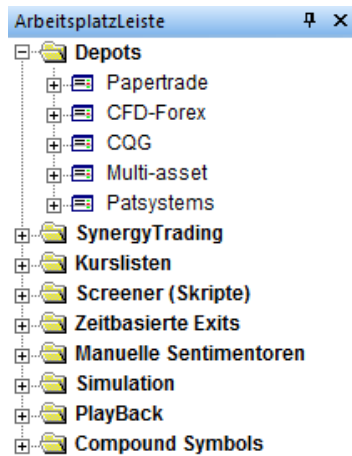 ArbeitsplatzLeiste
Depots
Papertrade
CFD-Forex
CQG
Multi-asset
Patsystems
SynergyTrading
Kurslisten
Screener (Skripte)
Zeitbasierte Exits
Manuelle Sentimentoren
Simulation
PlayBack
Compound Symbols